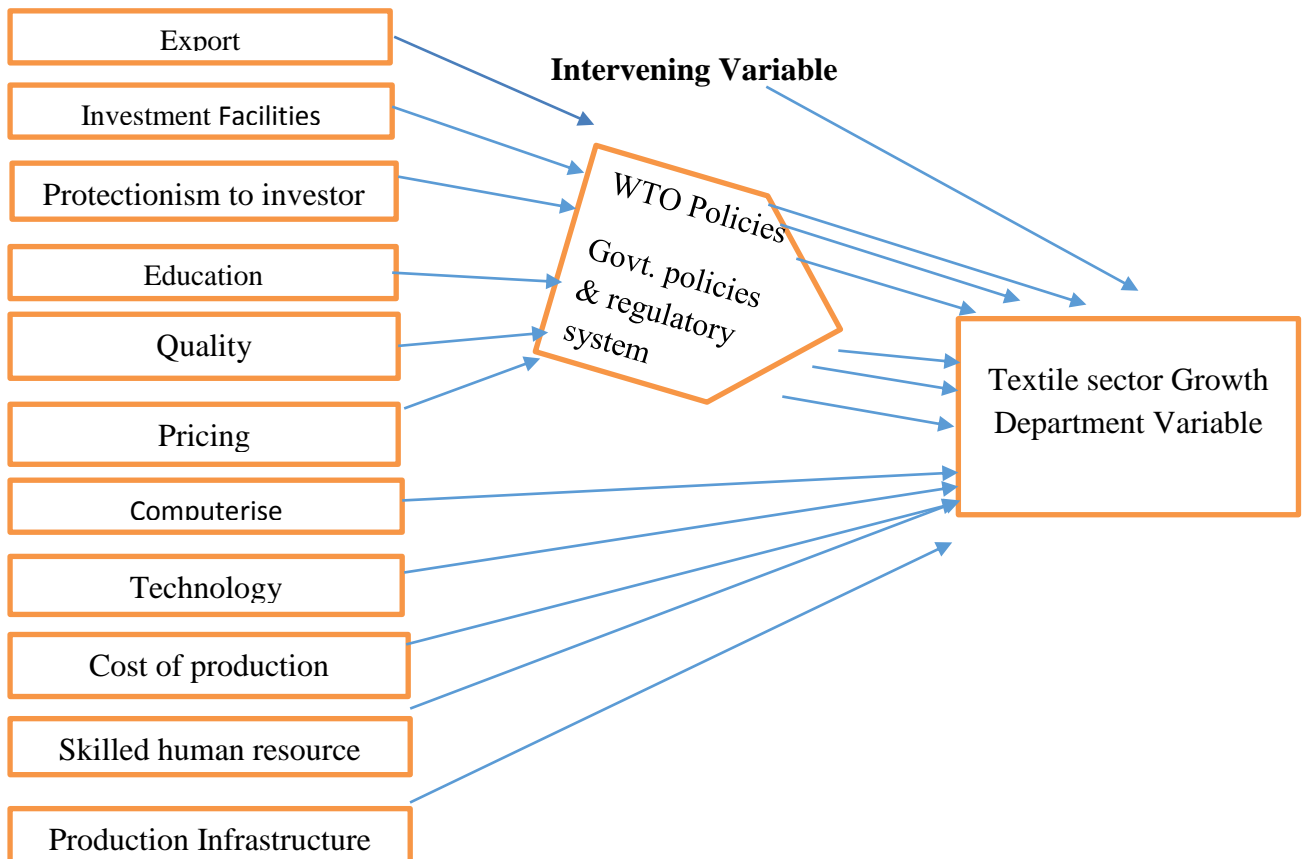 Export
Intervening Variable
Investment Facilities
Protectionism to investor
Education
Quality
Pricing
Computerise
Technology
Cost of production
Skilled human resource
Production Infrastructure
WTO Policies
Govt. policies
& regulatory
system
Textile sector Growth
Department Variable